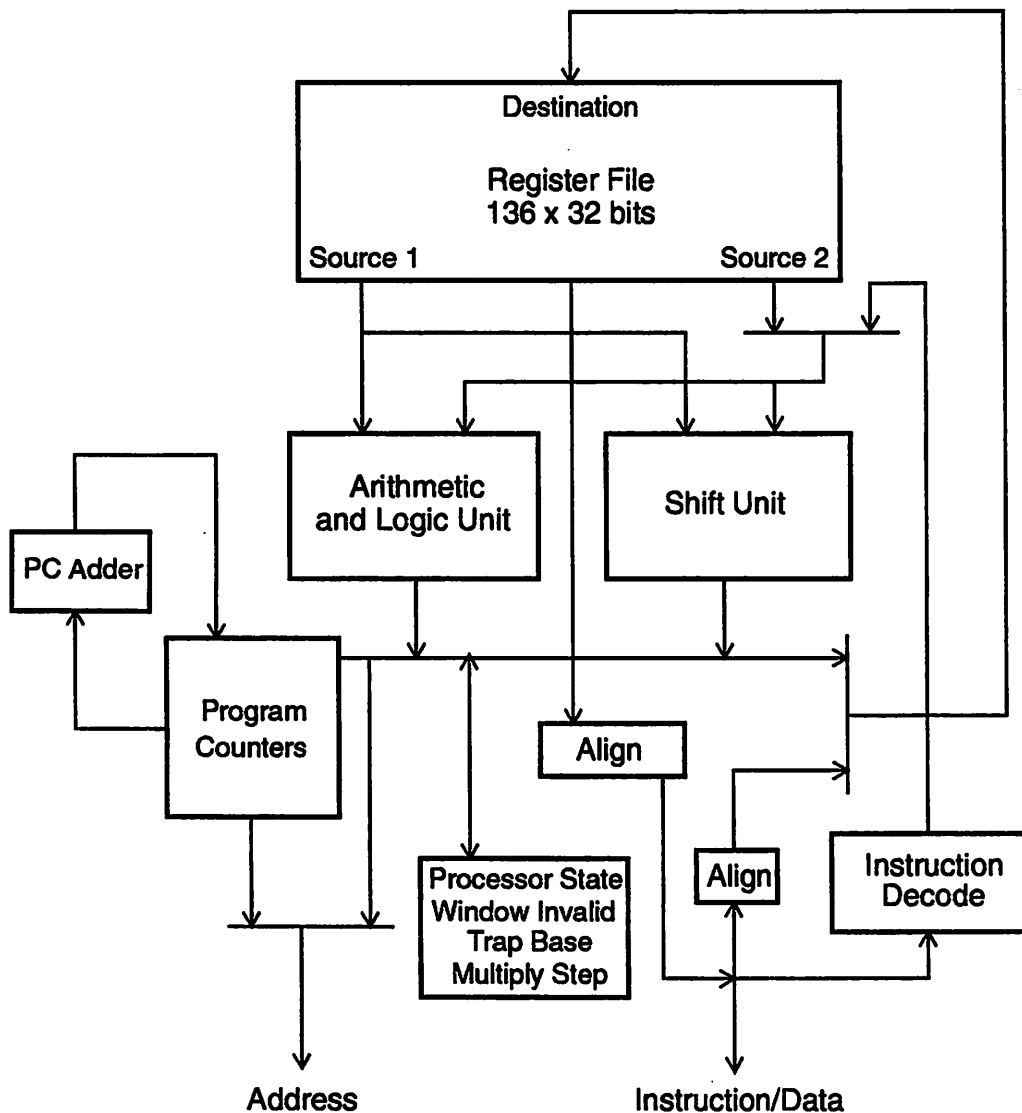 Destination
Register File
136 x 32 bits
Source 1
Source 2
Arithmetic
and Logic Unit
Shift Unit
PC Adder
Program
Counters
Align
Processor State
Window Invalid
Trap Base
Multiply Step
Align
Instruction
Decode
Address
Instruction/Data